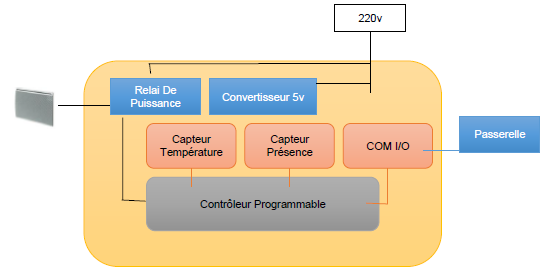 220v
Relai De
Puissance
Convertisseur 5v
Capteur
Température
Capteur
Présence
COM I/O
Passerelle
Contrôleur Programmable